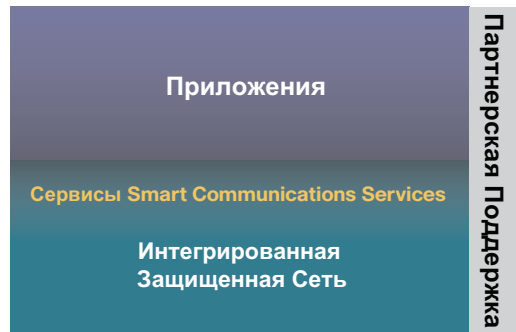 Приложения
Сервисы Smart Communications Services
Интегрированная
Защищенная Сеть
Партнерская Поддержка